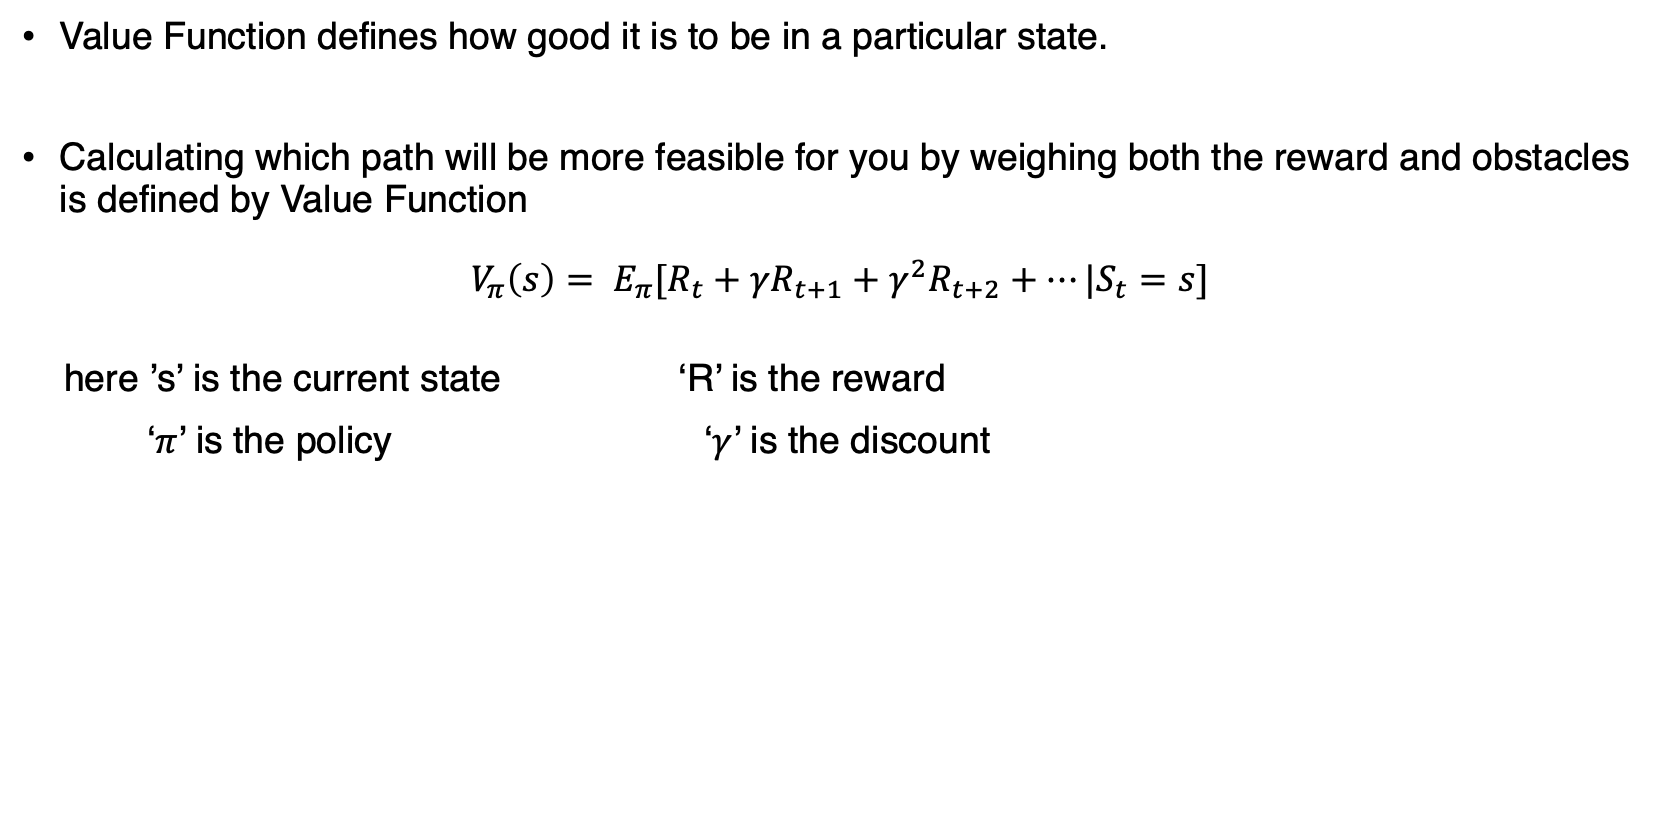 • Value Function defines how good it is to be in a particular state.
• Calculating which path will be more feasible for you by weighing both the reward and obstacles
is defined by Value Function
𝑉𝜋(𝑠) = 𝐸𝜋[𝑅𝑡 + 𝛾𝑅𝑡+1 + 𝛾²𝑅𝑡+2 + ⋯ |𝑆𝑡 = 𝑠]
here ’s’ is the current state ‘R’ is the reward
‘𝜋’ is the policy ‘𝛾’ is the discount